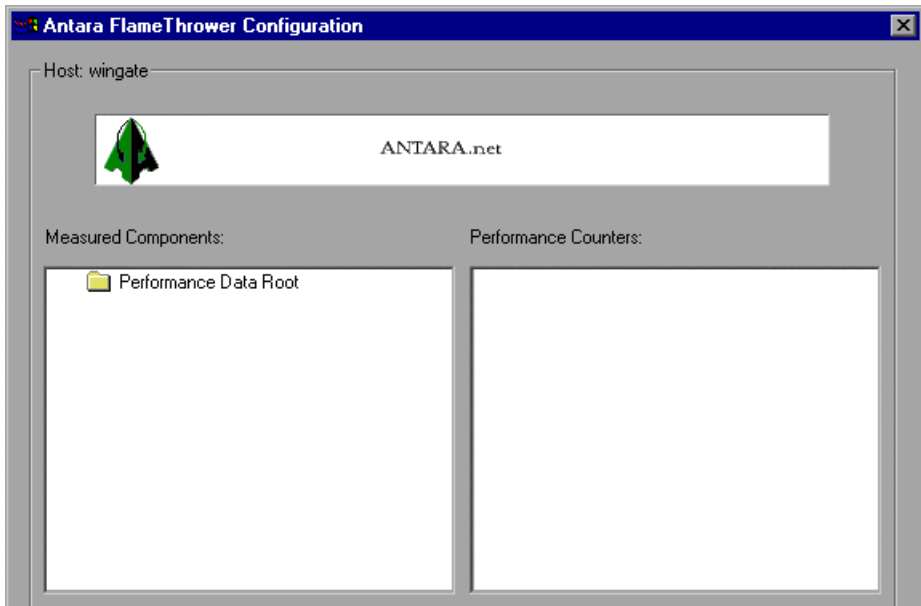 Antara FlameThrower Configuration
Host: wingate
ANTARA.net
Measured Components:
Performance Counters:
Performance Data Root